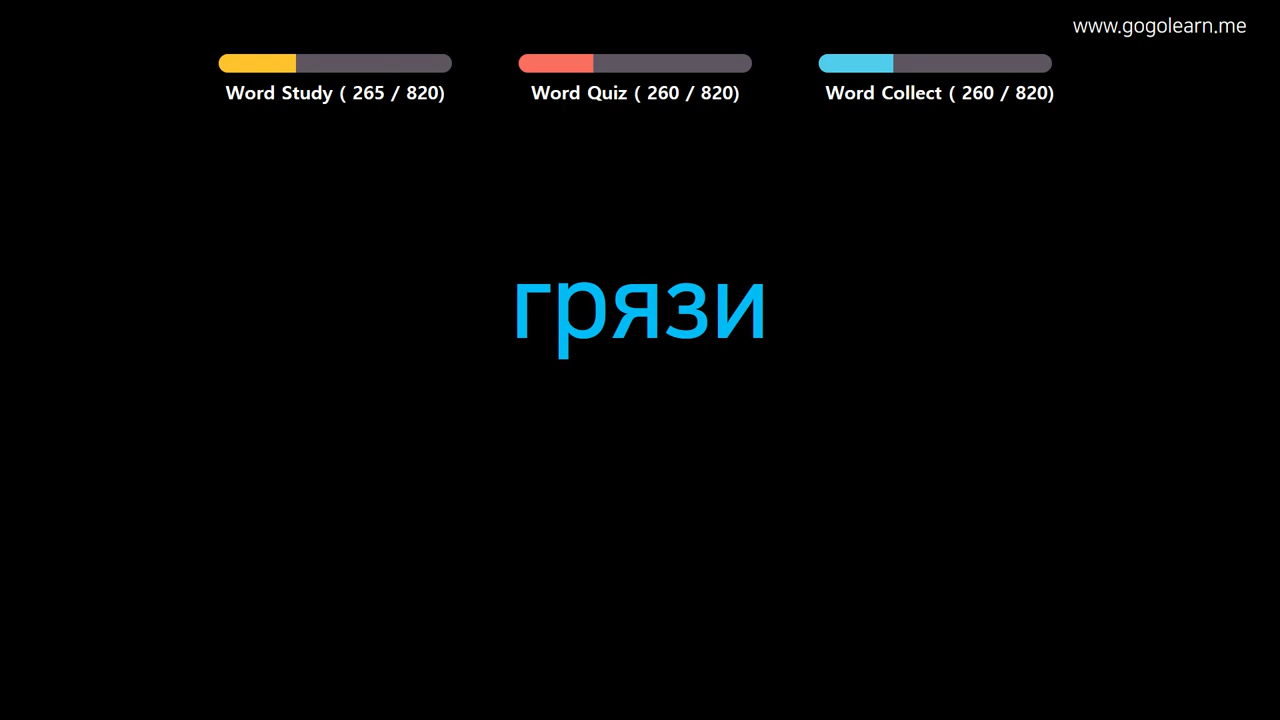 www.gogolearn.me
Word Study ( 265 / 820)
Word Quiz ( 260 / 820)
Word Collect ( 260 / 820)
грязи